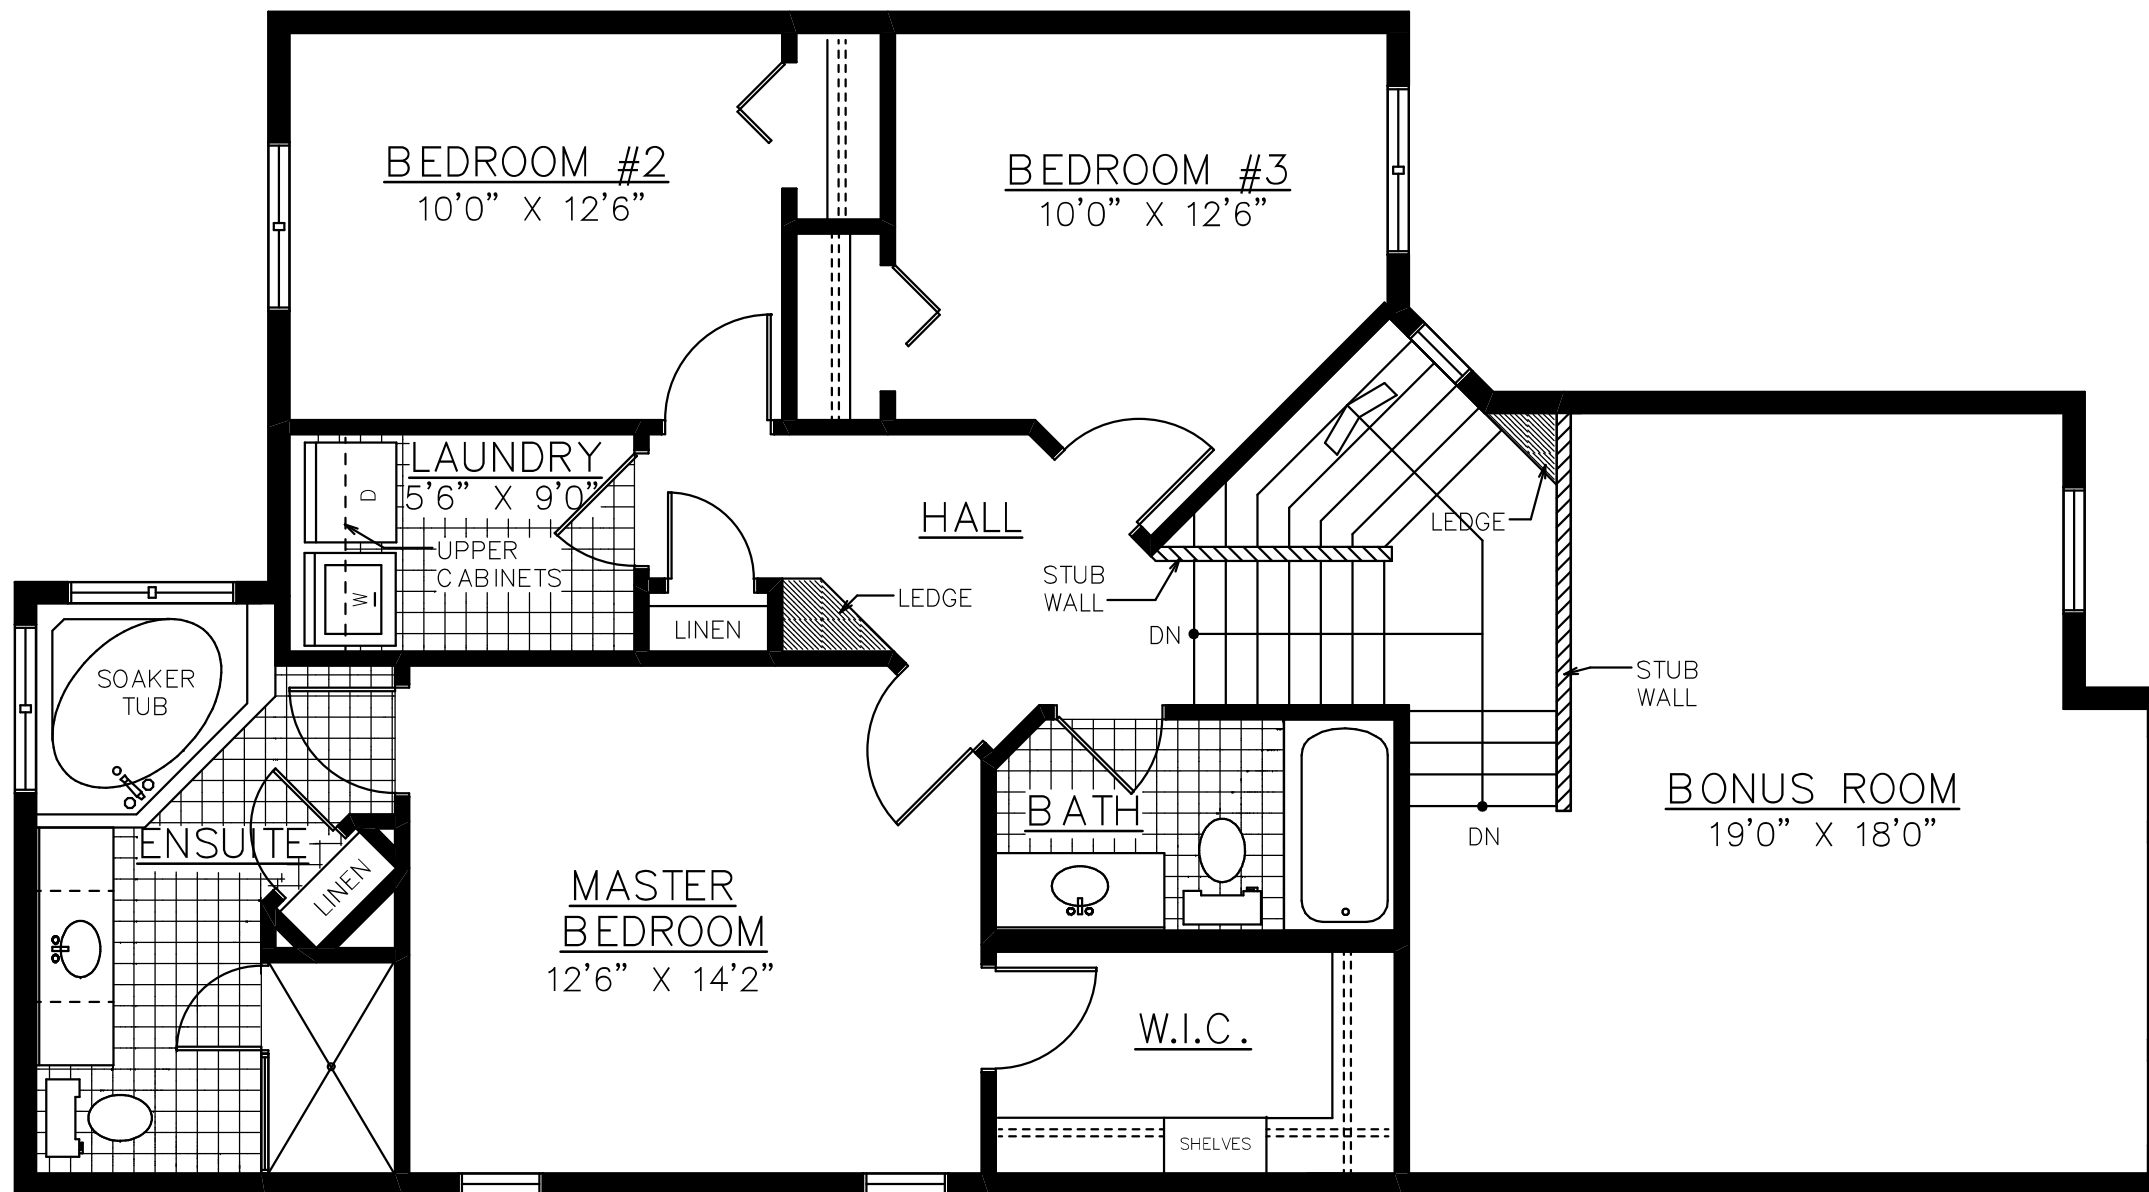 BEDROOM #2
10'0" X 12'6"
BEDROOM #3
10'0" X 12'6"
LAUNDRY
5'6" X 9'0"
D
UPPER
CABINETS
W
HALL
LEDGE
STUB
WALL
LEDGE
LINEN
DN
STUB
WALL
SOAKER
TUB
ENSUITE
LINEN
MASTER
BEDROOM
12'6" X 14'2"
BATH
DN
BONUS ROOM
19'0" X 18'0"
W.I.C.
SHELVES